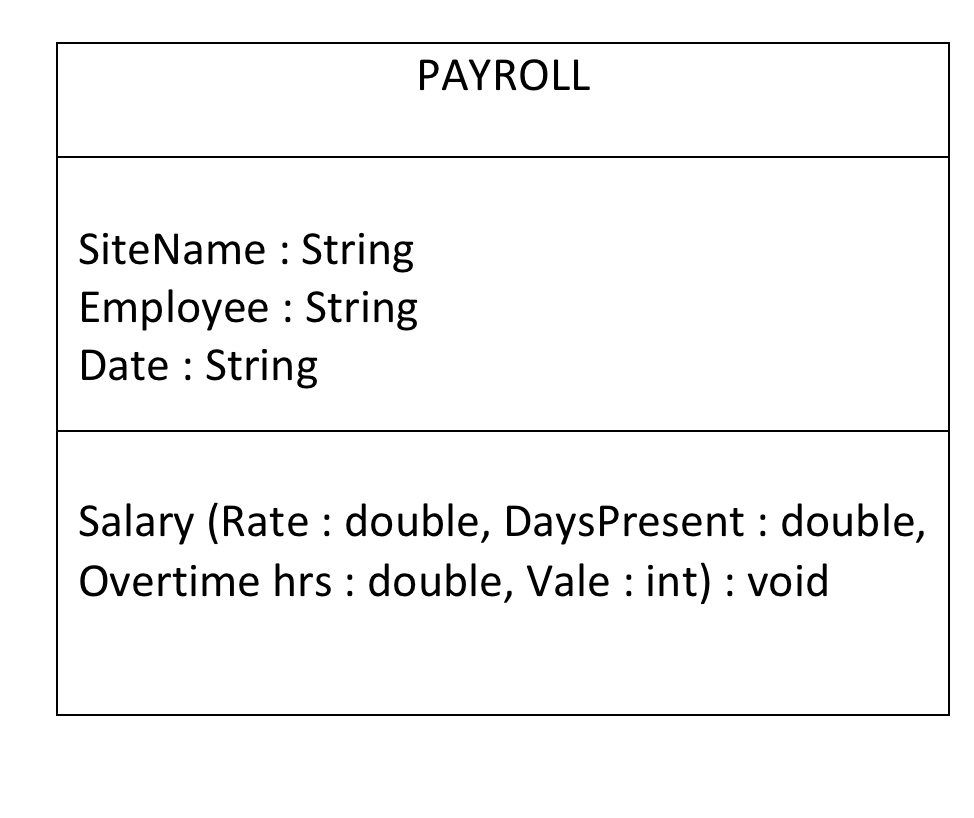 PAYROLL
SiteName : String
Employee : String
Date : String
Salary (Rate : double, DaysPresent : double,
Overtime hrs : double, Vale : int) : void